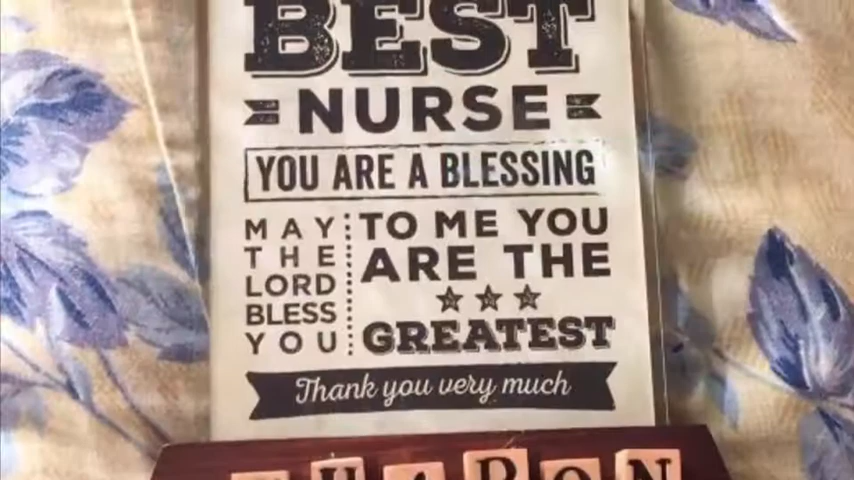 BEST
NURSE
YOU ARE A BLESSING
MAY
THE
LORD
BLESS
YOU
TO ME YOU
ARE THE
GREATEST
Thank you very much